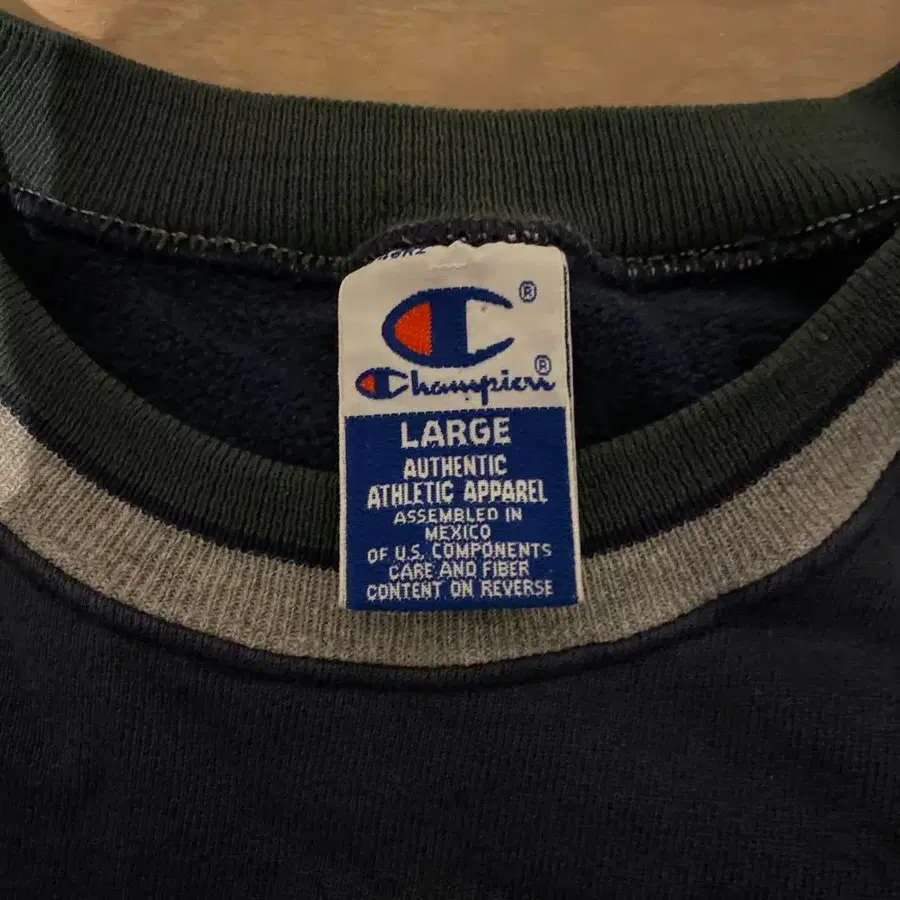 ®
Champion®
LARGE
AUTHENTIC
ATHLETIC APPAREL
ASSEMBLED IN
MEXICO
OF U.S. COMPONENTS
CARE AND FIBER
CONTENT ON REVERSE